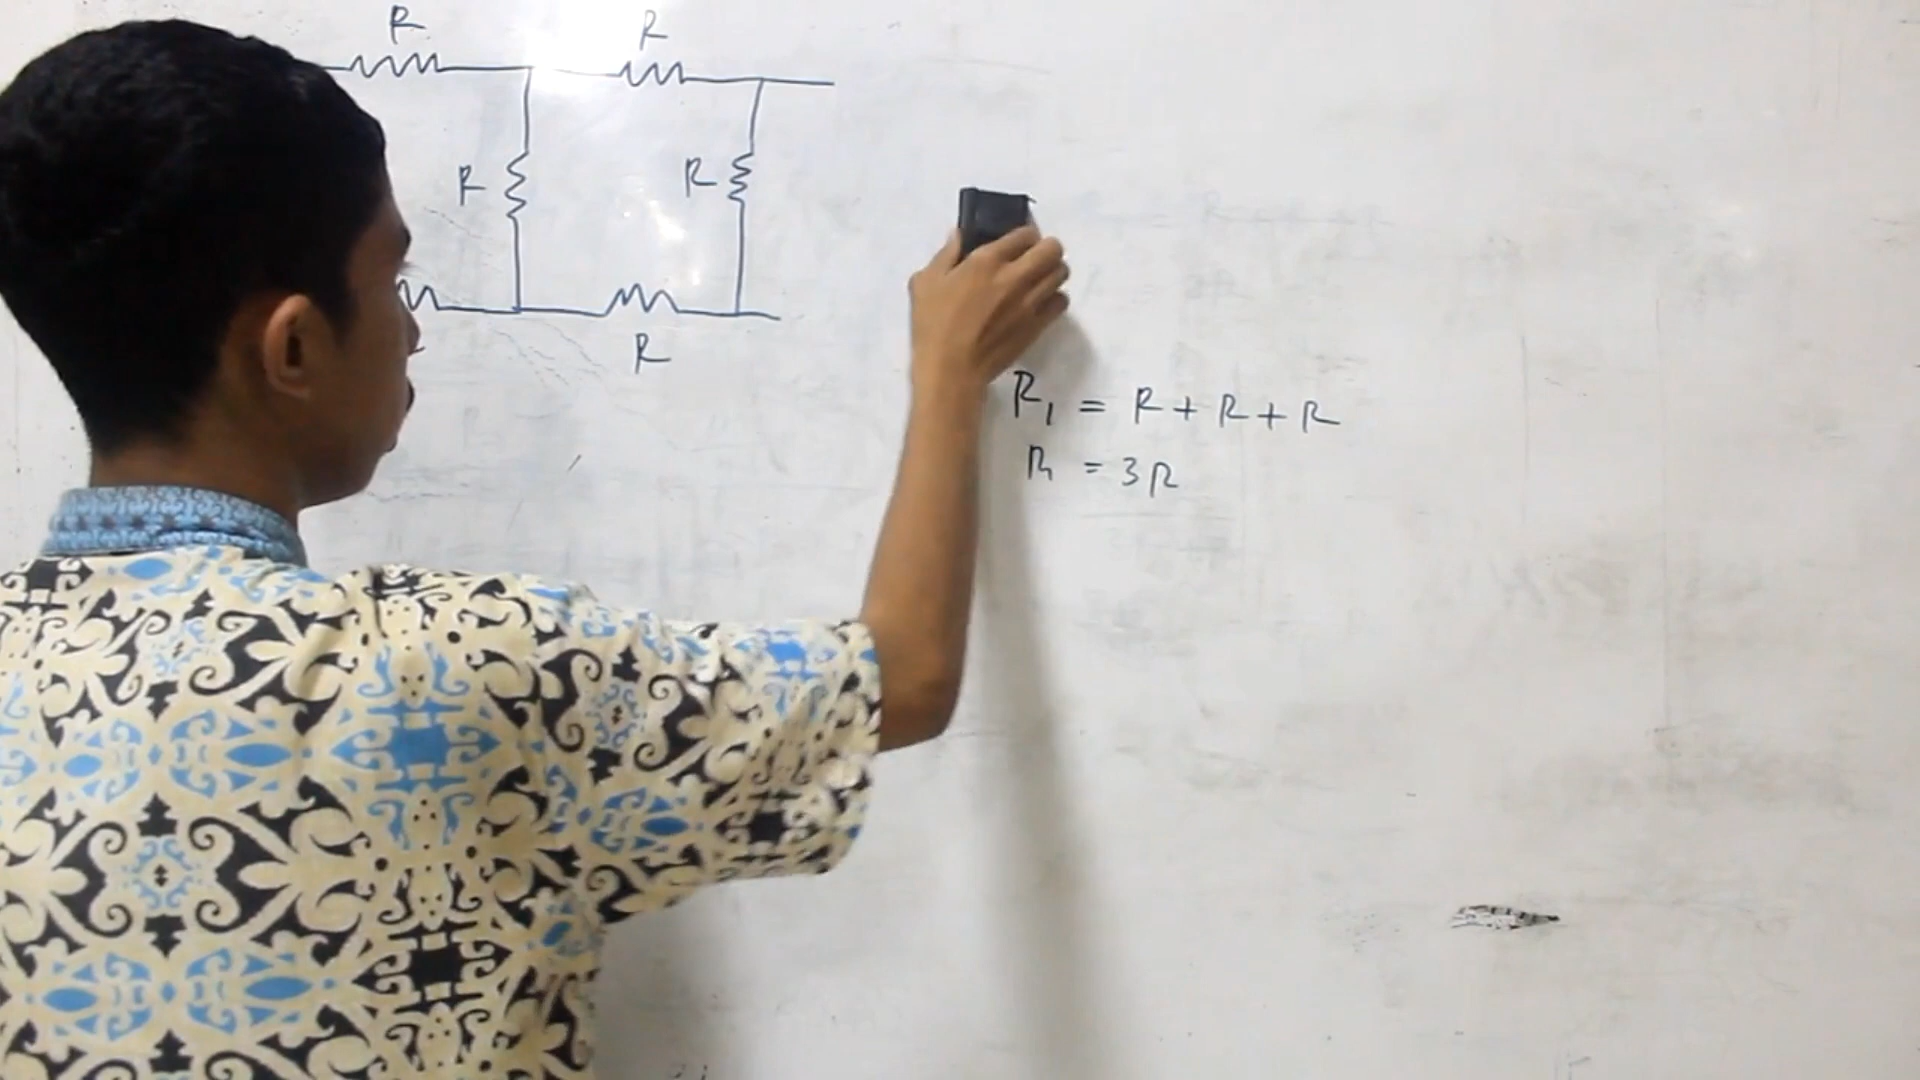 R R
R R
R
R₁ = R + R + R
R₁ = 3R